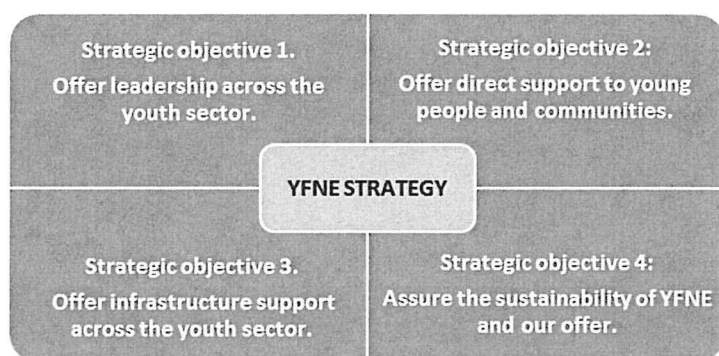 Strategic objective 1.
Offer leadership across the
youth sector.
Strategic objective 2:
Offer direct support to young
people and communities.
YFNE STRATEGY
Strategic objective 3.
Offer infrastructure support
across the youth sector.
Strategic objective 4:
Assure the sustainability of YFNE
and our offer.